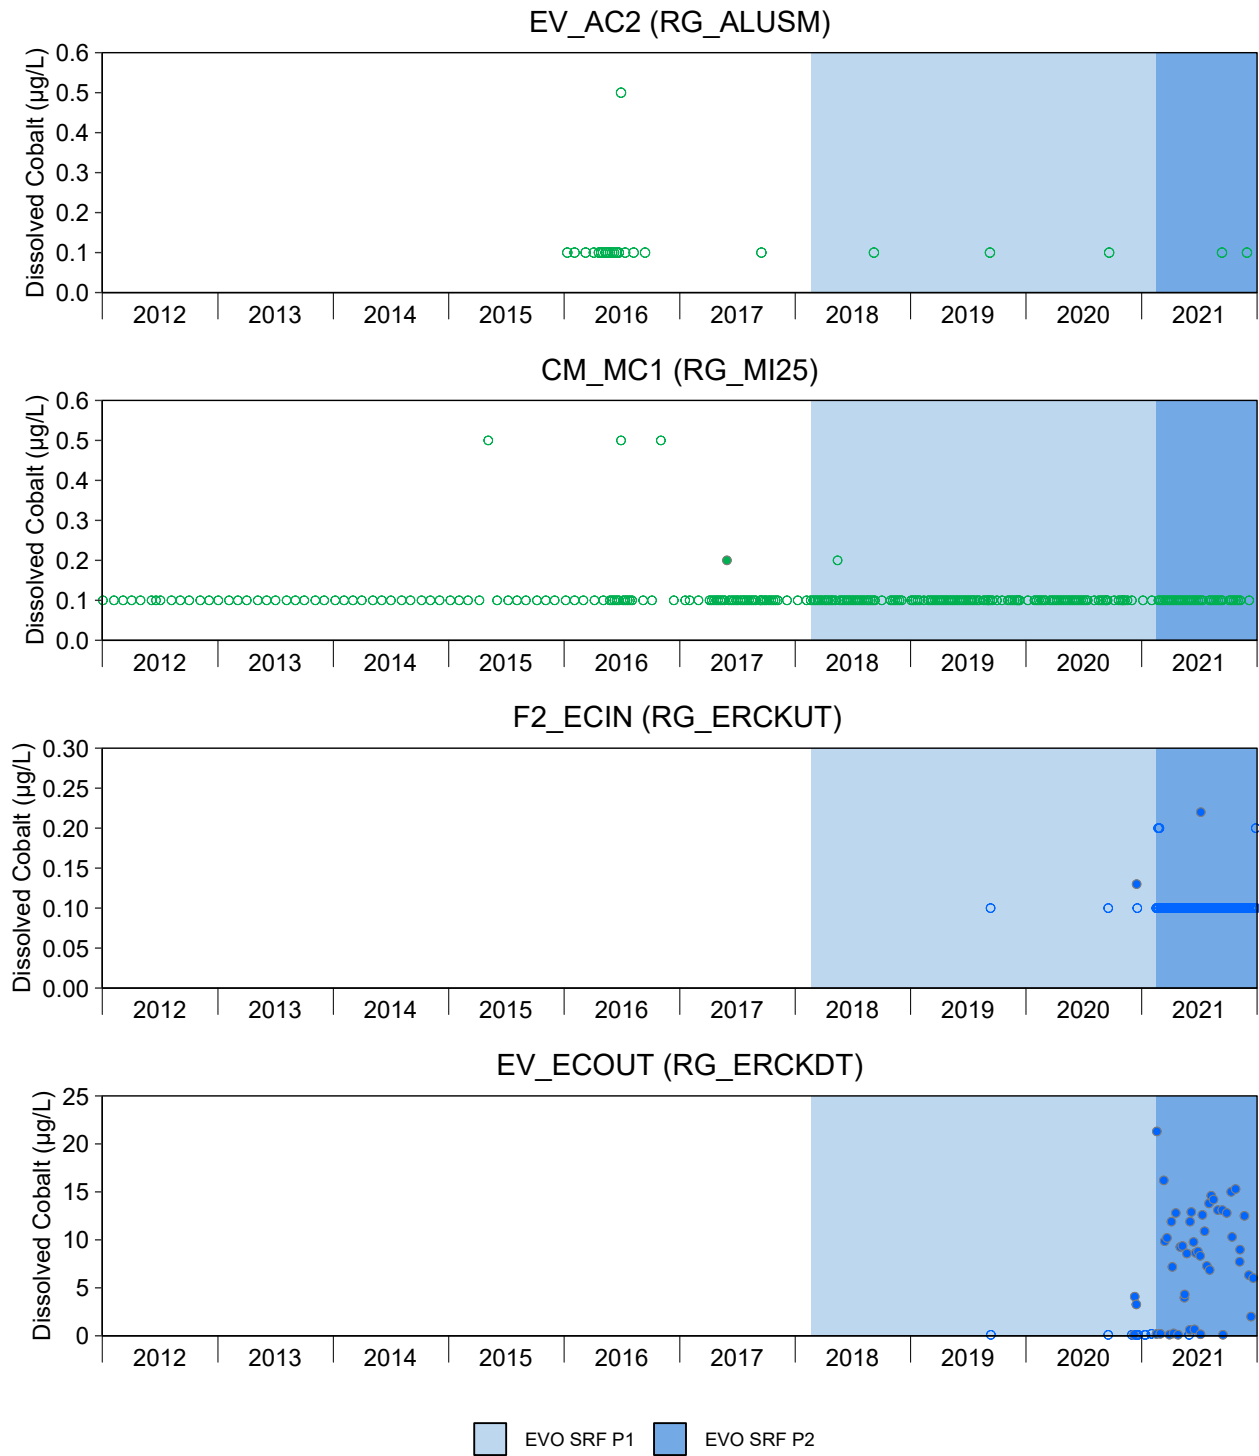 EV_AC2 (RG_ALUSM)
Dissolved Cobalt (µg/L)
0.6
0.5
0.4
0.3
0.2
0.1
0.0
2012 2013 2014 2015 2016 2017 2018 2019 2020 2021
CM_MC1 (RG_MI25)
Dissolved Cobalt (µg/L)
0.6
0.5
0.4
0.3
0.2
0.1
0.0
2012 2013 2014 2015 2016 2017 2018 2019 2020 2021
F2_ECIN (RG_ERCKUT)
Dissolved Cobalt (µg/L)
0.30
0.25
0.20
0.15
0.10
0.05
0.00
2012 2013 2014 2015 2016 2017 2018 2019 2020 2021
EV_ECOUT (RG_ERCKDT)
Dissolved Cobalt (µg/L)
25
20
15
10
5
0
2012 2013 2014 2015 2016 2017 2018 2019 2020 2021
EVO SRF P1 EVO SRF P2